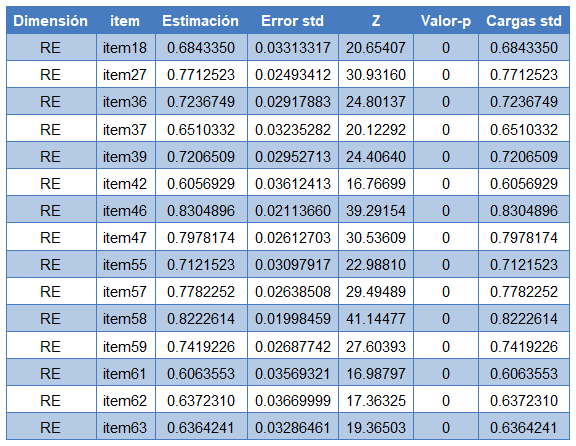 Dimensión item Estimación Error std Z Valor-p Cargas std
RE item18 0.6843350 0.03313317 20.65407 0 0.6843350
RE item27 0.7712523 0.02493412 30.93160 0 0.7712523
RE item36 0.7236749 0.02917883 24.80137 0 0.7236749
RE item37 0.6510332 0.03235282 20.12292 0 0.6510332
RE item39 0.7206509 0.02952713 24.40640 0 0.7206509
RE item42 0.6056929 0.03612413 16.76699 0 0.6056929
RE item46 0.8304896 0.02113660 39.29154 0 0.8304896
RE item47 0.7978174 0.02612703 30.53609 0 0.7978174
RE item55 0.7121523 0.03097917 22.98810 0 0.7121523
RE item57 0.7782252 0.02638508 29.49489 0 0.7782252
RE item58 0.8222614 0.01998459 41.14477 0 0.8222614
RE item59 0.7419226 0.02687742 27.60393 0 0.7419226
RE item61 0.6063553 0.03569321 16.98797 0 0.6063553
RE item62 0.6372310 0.03669999 17.36325 0 0.6372310
RE item63 0.6364241 0.03286461 19.36503 0 0.6364241